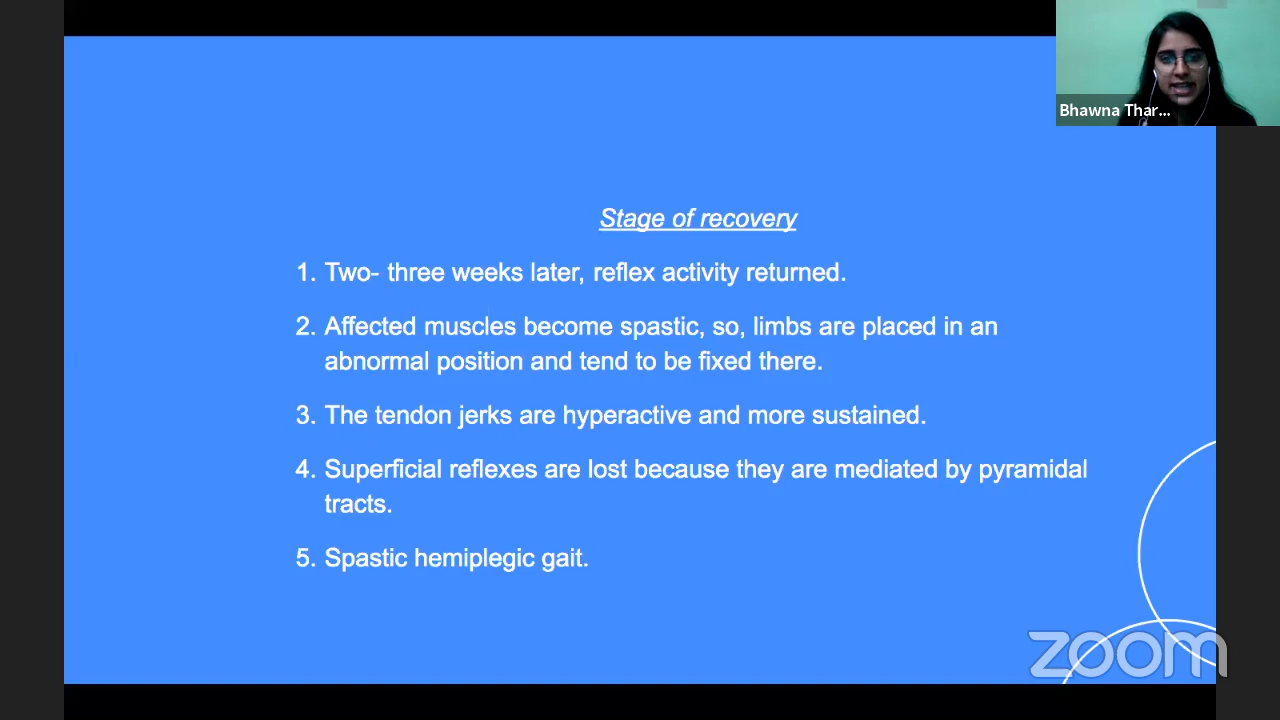 Bhawna Thar...
Stage of recovery
1. Two- three weeks later, reflex activity returned.
2. Affected muscles become spastic, so, limbs are placed in an
abnormal position and tend to be fixed there.
3. The tendon jerks are hyperactive and more sustained.
4. Superficial reflexes are lost because they are mediated by pyramidal
tracts.
5. Spastic hemiplegic gait.
zoom